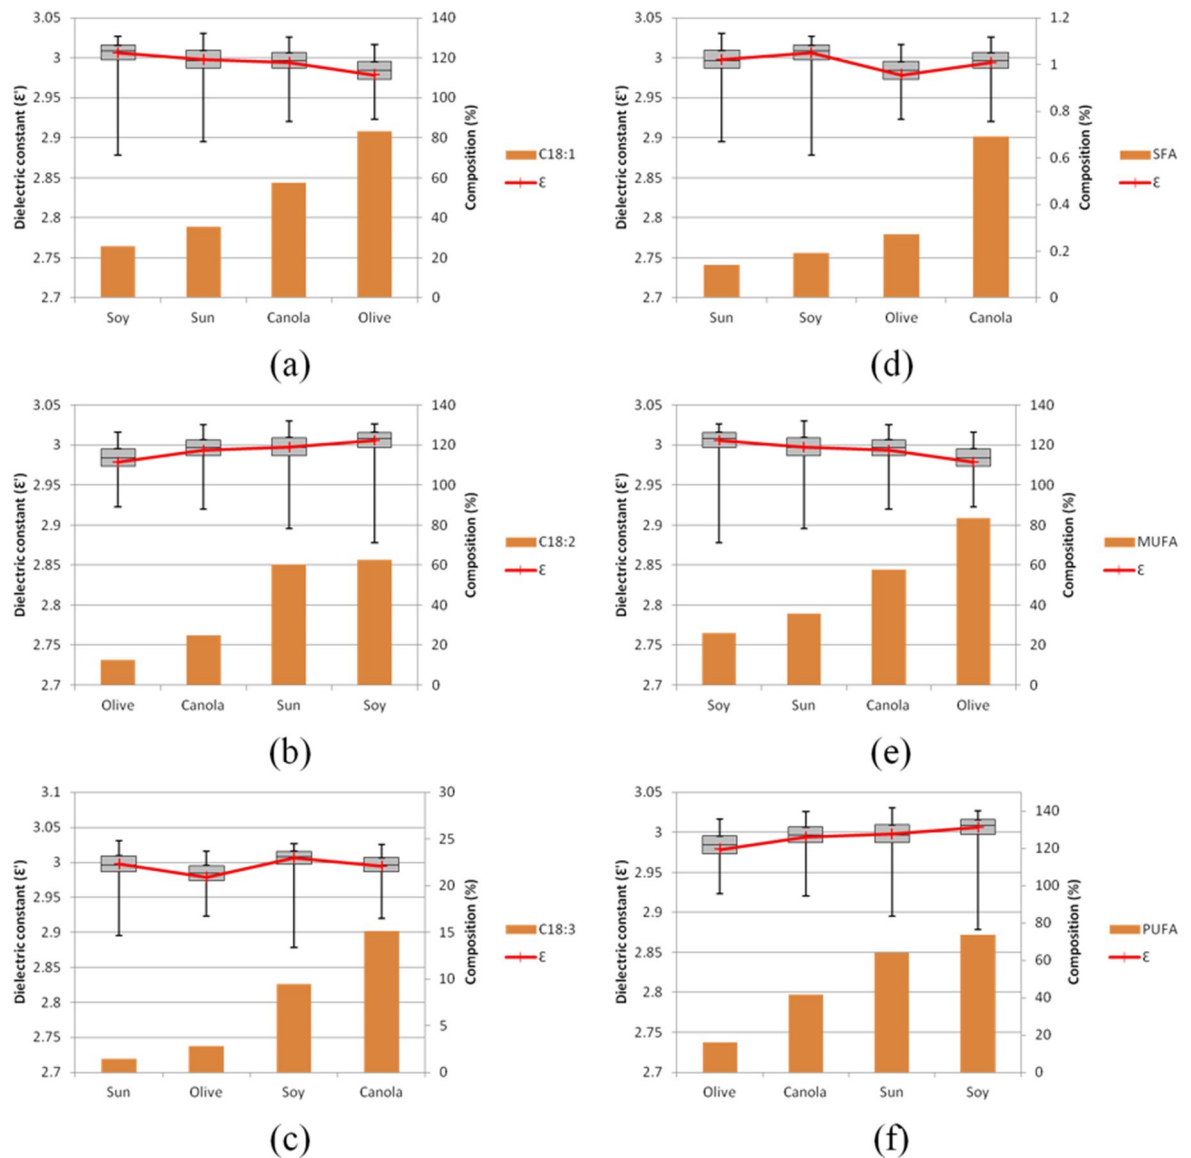 3.05
3
2.95
2.9
2.85
2.8
2.75
2.7
Dielectric constant (Ɛ')
140
120
100
80
60
40
20
0
Composition (%)
C18:1
Ɛ
Soy Sun Canola Olive
(a)
3.05
3
2.95
2.9
2.85
2.8
2.75
2.7
Dielectric constant (Ɛ')
1.2
1
0.8
0.6
0.4
0.2
0
Composition (%)
SFA
Ɛ
Sun Soy Olive Canola
(d)
3.05
3
2.95
2.9
2.85
2.8
2.75
2.7
Dielectric constant (Ɛ')
140
120
100
80
60
40
20
0
Composition (%)
C18:2
Ɛ
Olive Canola Sun Soy
(b)
3.05
3
2.95
2.9
2.85
2.8
2.75
2.7
Dielectric constant (Ɛ')
140
120
100
80
60
40
20
0
Composition (%)
MUFA
Ɛ
Soy Sun Canola Olive
(e)
3.1
3.05
3
2.95
2.9
2.85
2.8
2.75
2.7
Dielectric constant (Ɛ')
30
25
20
15
10
5
0
Composition (%)
C18:3
Ɛ
Sun Olive Soy Canola
(c)
3.05
3
2.95
2.9
2.85
2.8
2.75
2.7
Dielectric constant (Ɛ')
140
120
100
80
60
40
20
0
Composition (%)
PUFA
Ɛ
Olive Canola Sun Soy
(f)